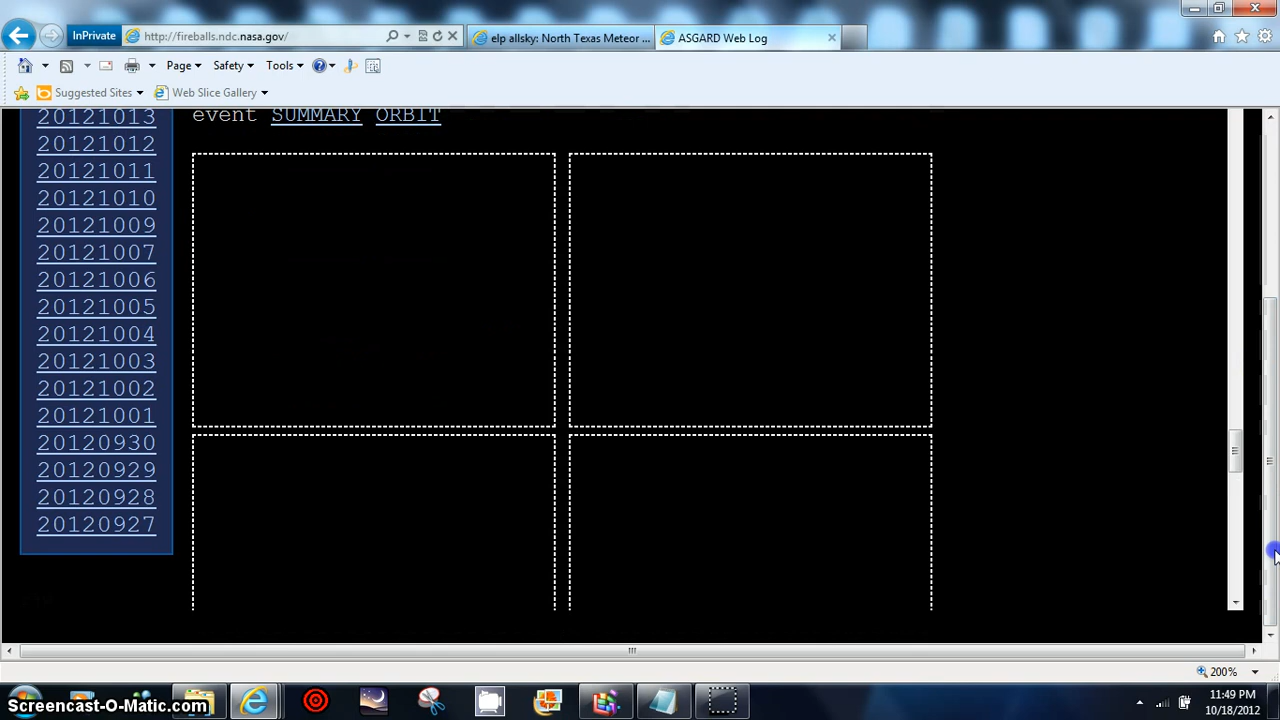 InPrivate http://fireballs.ndc.nasa.gov/ elp allsky: North Texas Meteor ... ASGARD Web Log
Page Safety Tools
Suggested Sites Web Slice Gallery
20121013 event SUMMARY ORBIT
20121012
20121011
20121010
20121009
20121007
20121006
20121005
20121004
20121003
20121002
20121001
20120930
20120929
20120928
20120927
200%
Screencast-O-Matic.com
11:49 PM
10/18/2012